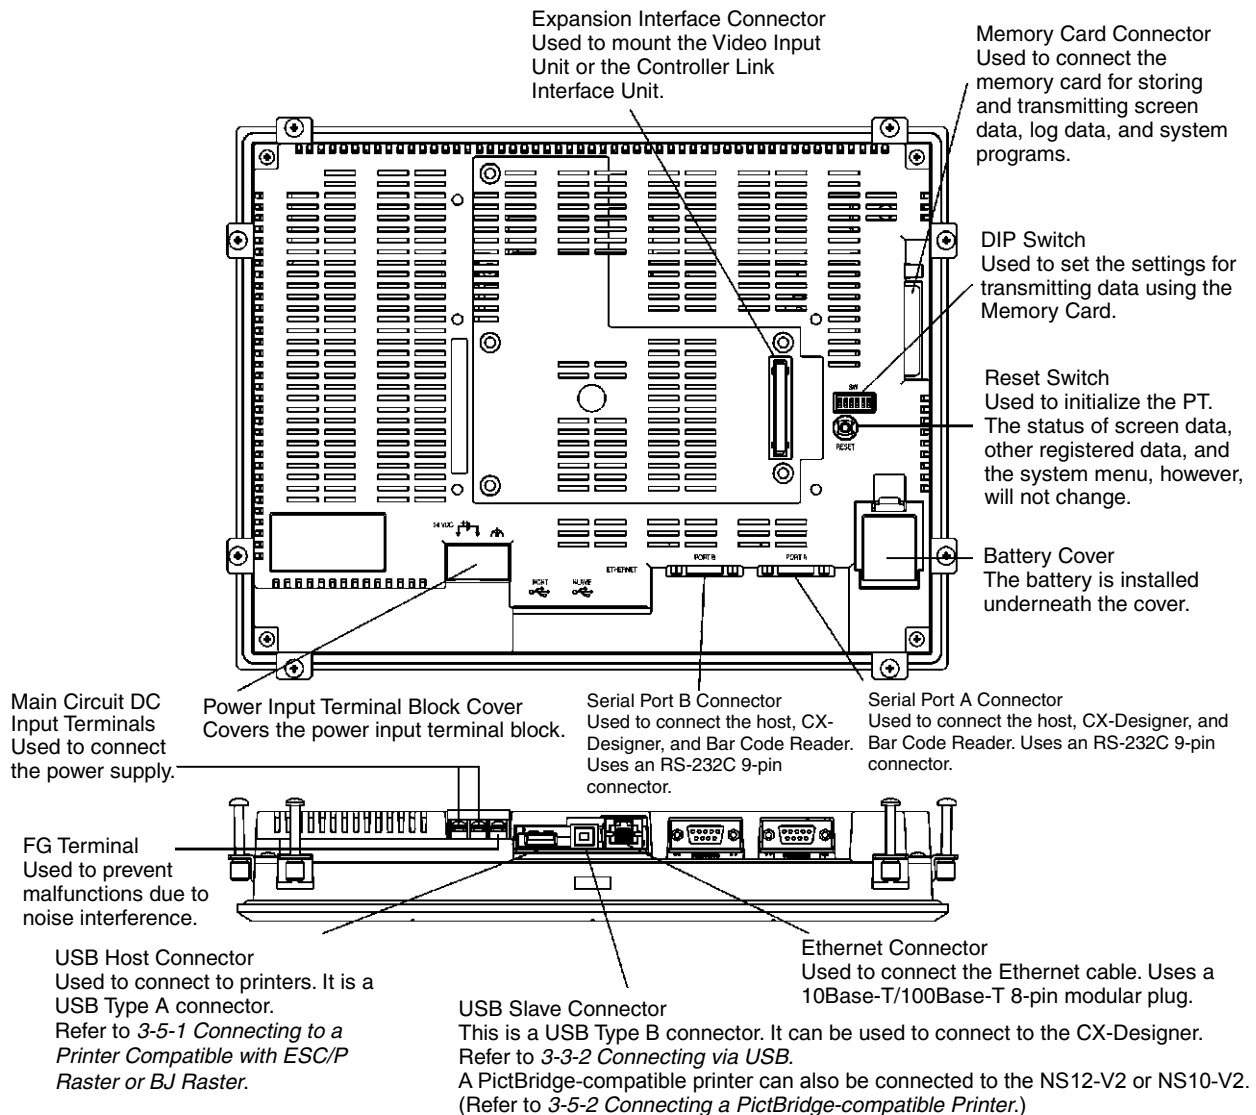 Expansion Interface Connector
Used to mount the Video Input
Unit or the Controller Link
Interface Unit.
Memory Card Connector
Used to connect the
memory card for storing
and transmitting screen
data, log data, and system
programs.
DIP Switch
Used to set the settings for
transmitting data using the
Memory Card.
SW
Reset Switch
Used to initialize the PT.
The status of screen data,
other registered data, and
the system menu, however,
will not change.
RESET
24 VDC
PORT B
PORT A
ETHERNET
SLAVE
Battery Cover
The battery is installed
underneath the cover.
Main Circuit DC
Input Terminals
Used to connect
the power supply.
Power Input Terminal Block Cover
Covers the power input terminal block.
Serial Port B Connector
Used to connect the host, CX-
Designer, and Bar Code Reader.
Uses an RS-232C 9-pin
connector.
Serial Port A Connector
Used to connect the host, CX-Designer, and
Bar Code Reader. Uses an RS-232C 9-pin
connector.
FG Terminal
Used to prevent
malfunctions due to
noise interference.
USB Host Connector
Used to connect to printers. It is a
USB Type A connector.
Refer to 3-5-1 Connecting to a
Printer Compatible with ESC/P
Raster or BJ Raster.
USB Slave Connector
This is a USB Type B connector. It can be used to connect to the CX-Designer.
Refer to 3-3-2 Connecting via USB.
A PictBridge-compatible printer can also be connected to the NS12-V2 or NS10-V2.
(Refer to 3-5-2 Connecting a PictBridge-compatible Printer.)
Ethernet Connector
Used to connect the Ethernet cable. Uses a
10Base-T/100Base-T 8-pin modular plug.